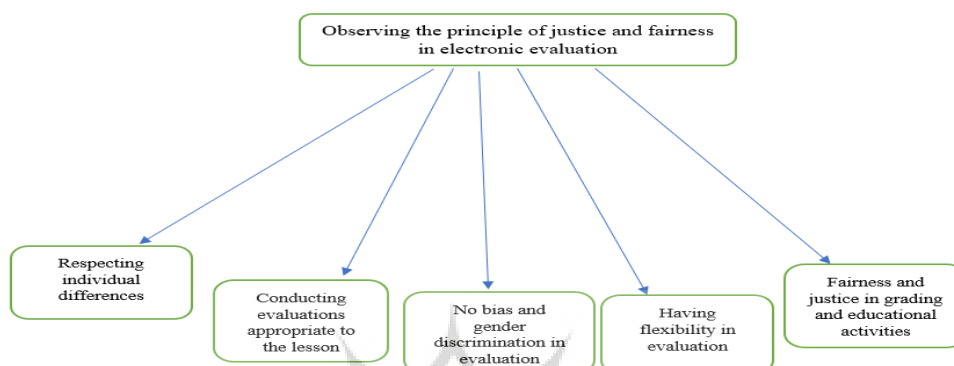 Observing the principle of justice and fairness
in electronic evaluation
Respecting
individual
differences
Conducting
evaluations
appropriate to
the lesson
No bias and
gender
discrimination in
evaluation
Having
flexibility in
evaluation
Fairness and
justice in grading
and educational
activities